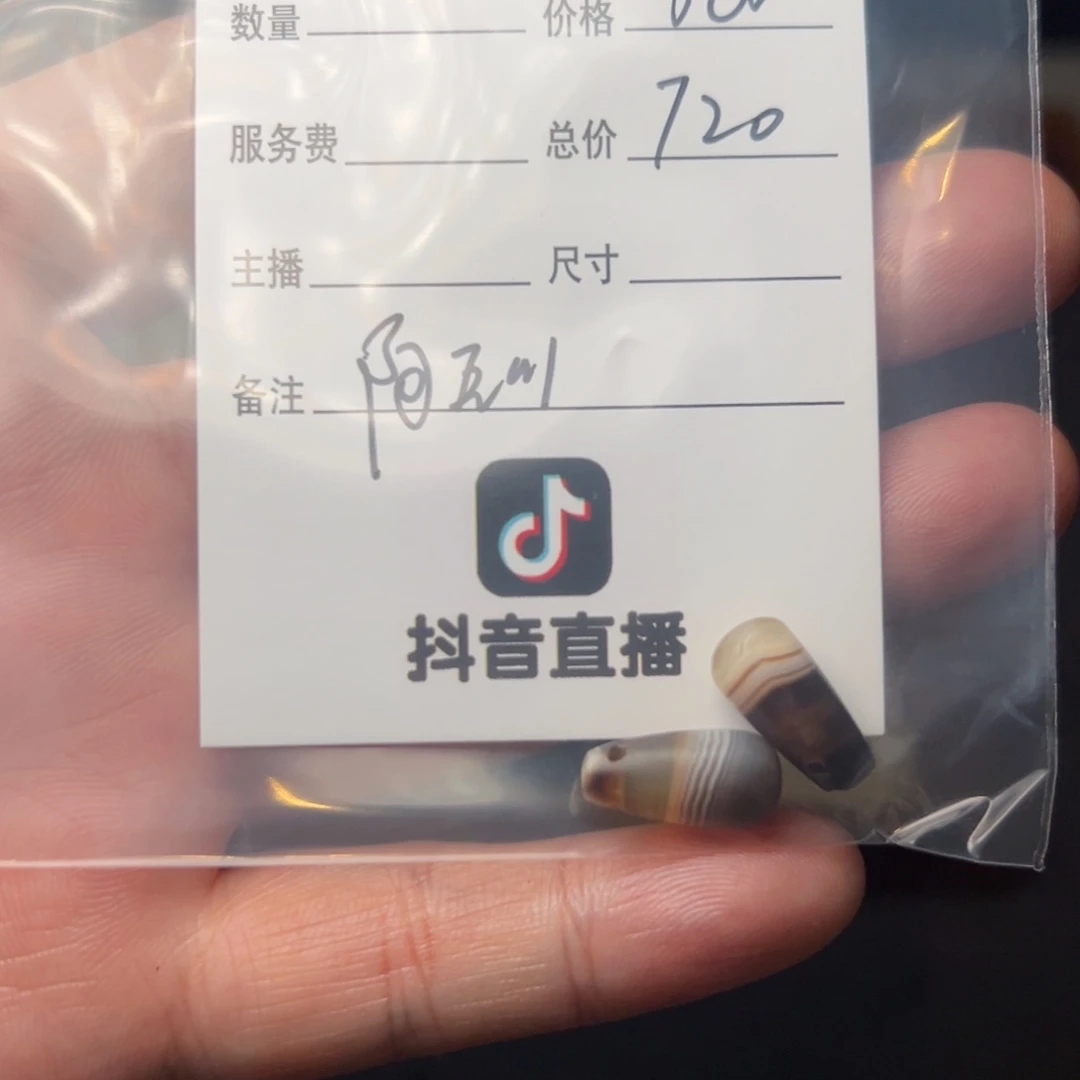 数量 价格
服务费 总价 720
主播 尺寸
备注
抖音直播